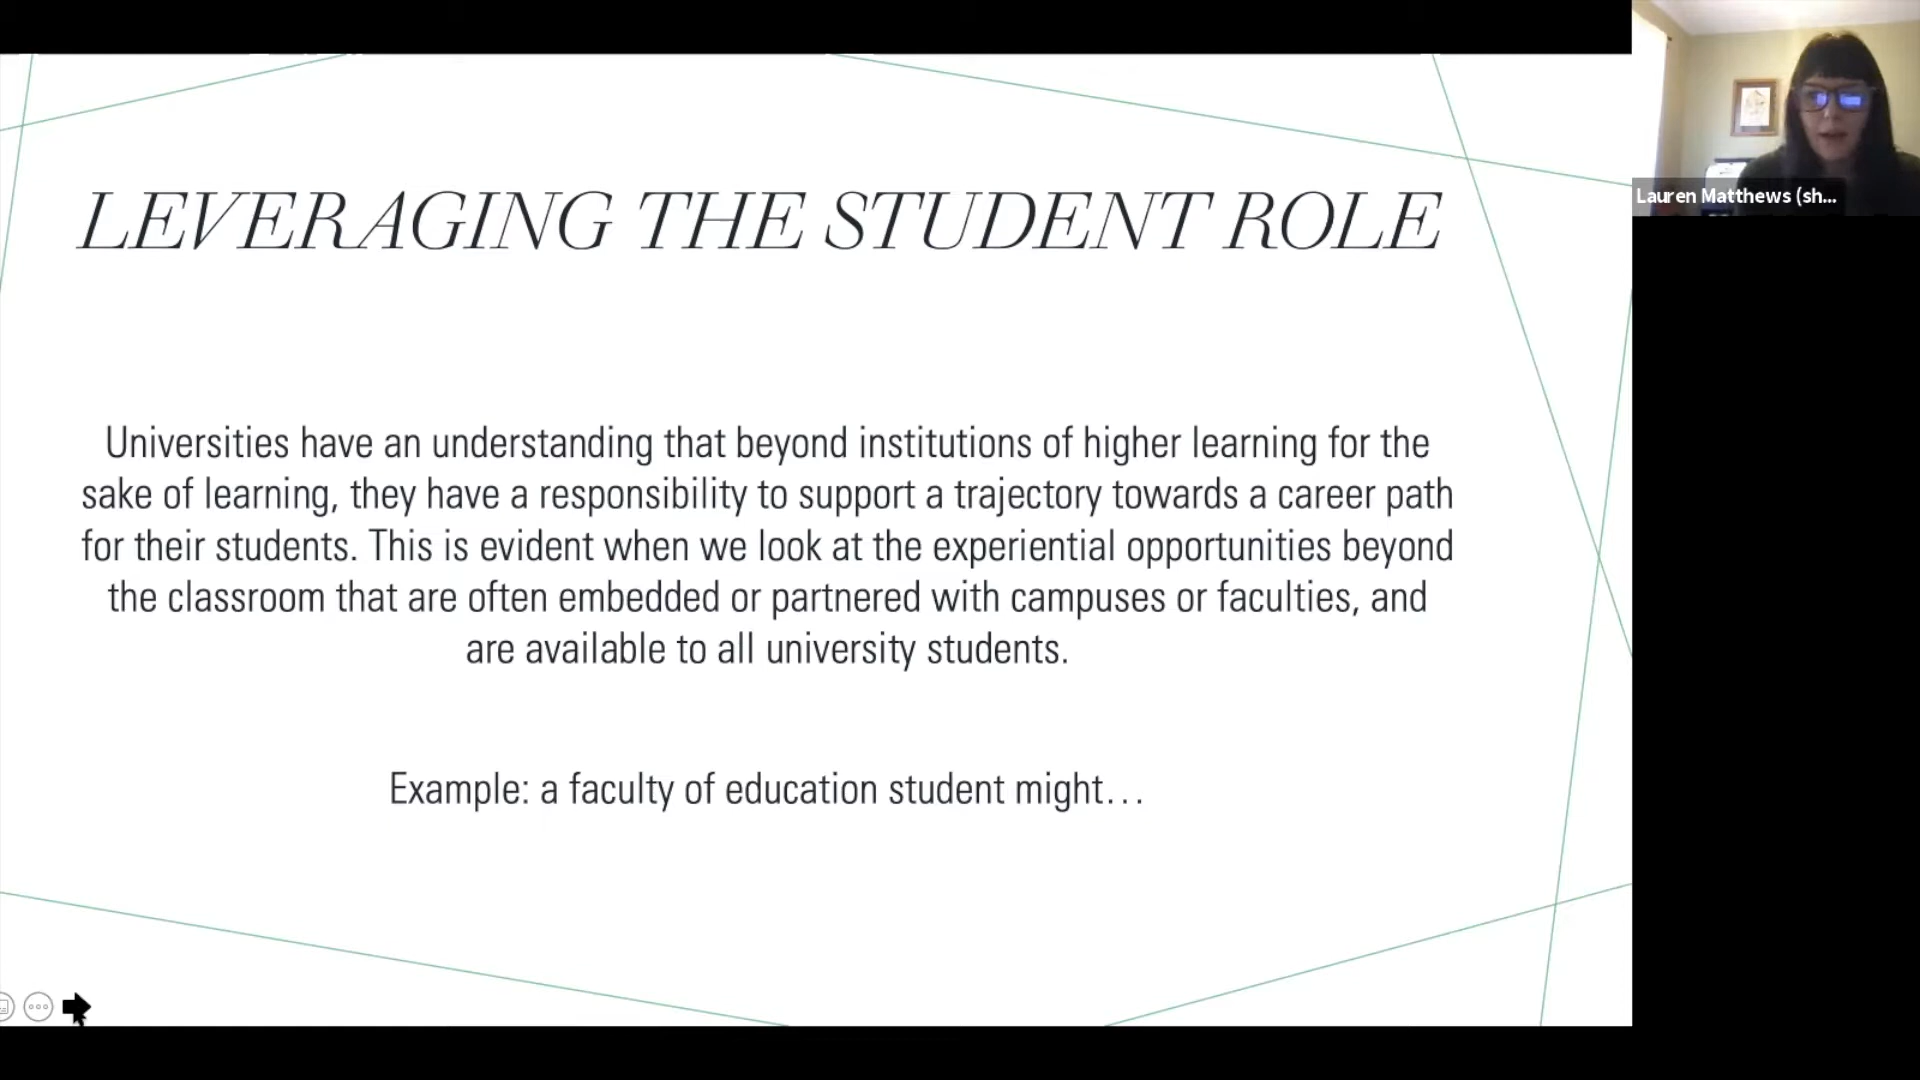 LEVERAGING THE STUDENT ROLE
Universities have an understanding that beyond institutions of higher learning for the
sake of learning, they have a responsibility to support a trajectory towards a career path
for their students. This is evident when we look at the experiential opportunities beyond
the classroom that are often embedded or partnered with campuses or faculties, and
are available to all university students.
Example: a faculty of education student might…
Lauren Matthews (sh...